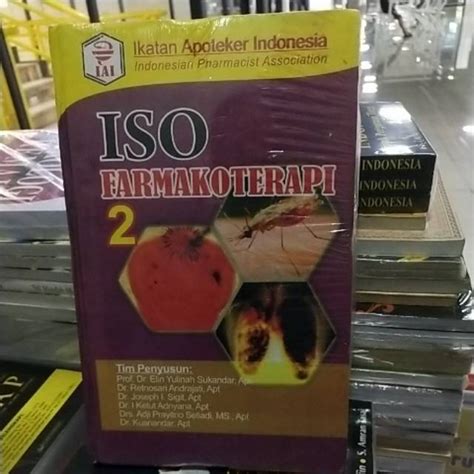 IAI
Ikatan Apoteker Indonesia
Indonesian Pharmacist Association
ISO
FARMAKOTERAPI
2
Tim Penyusun:
Prof. Dr. Elin Yulinah Sukandar, Apt
Dr. Retnosari Andrajati, Apt
Dr. Joseph I. Sigit, Apt
Dr. I Ketut Adnyana, Apt
Drs. Adji Prayitno Setiadi, MS., Apt
Dr. Kusnandar, Apt
INDONESIA
INDONESIA
INDONESIA